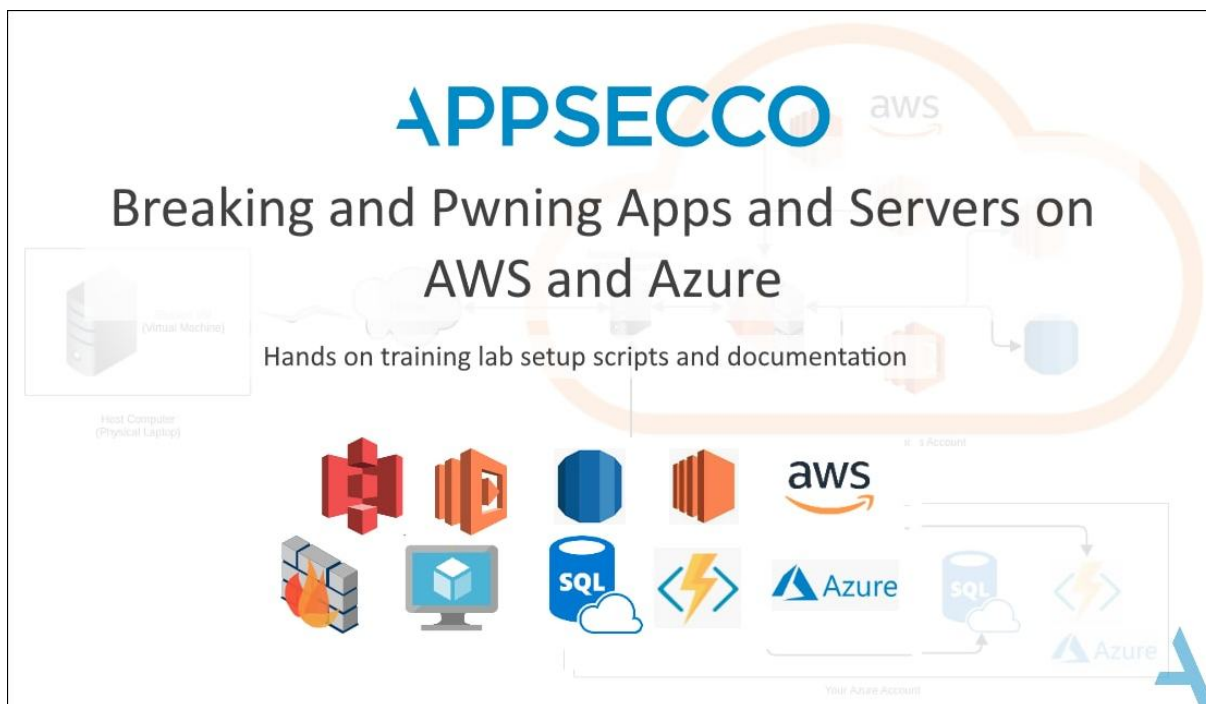 APPSECCO
aws
Breaking and Pwning Apps and Servers on
AWS and Azure
(Virtual Machine)
Hands on training lab setup scripts and documentation
Host Computer
(Physical Laptop)
s Account
aws
SQL
Azure
SQL
Azure
Your Azure Account